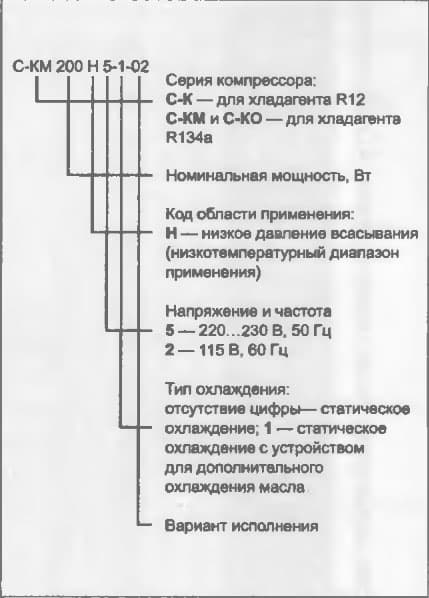 С-КМ 200 Н 5-1-02
Серия компрессора:
С-К — для хладагента R12
С-КМ и С-КО — для хладагента
R134a
Номинальная мощность, Вт
Код области применения:
Н — низкое давление всасывания
(низкотемпературный диапазон
применения)
Напряжение и частота
5 — 220...230 В, 50 Гц
2 — 115 В, 60 Гц
Тип охлаждения:
отсутствие цифры— статическое
охлаждение; 1 — статическое
охлаждение с устройством
для дополнительного
охлаждения масла
Вариант исполнения